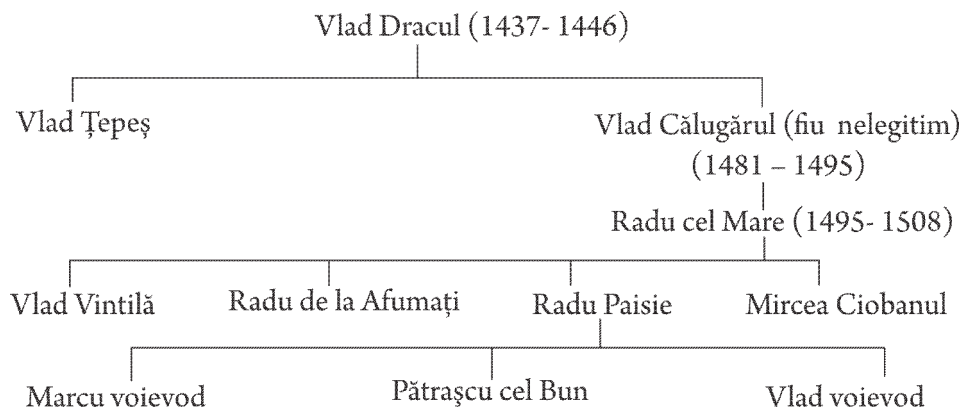 Vlad Dracul (1437- 1446)
Vlad Țepeș
Vlad Călugărul (fiu nelegitim)
(1481 – 1495)
Radu cel Mare (1495- 1508)
Vlad Vintilă
Radu de la Afumați
Radu Paisie
Mircea Ciobanul
Marcu voievod
Pătraşcu cel Bun
Vlad voievod